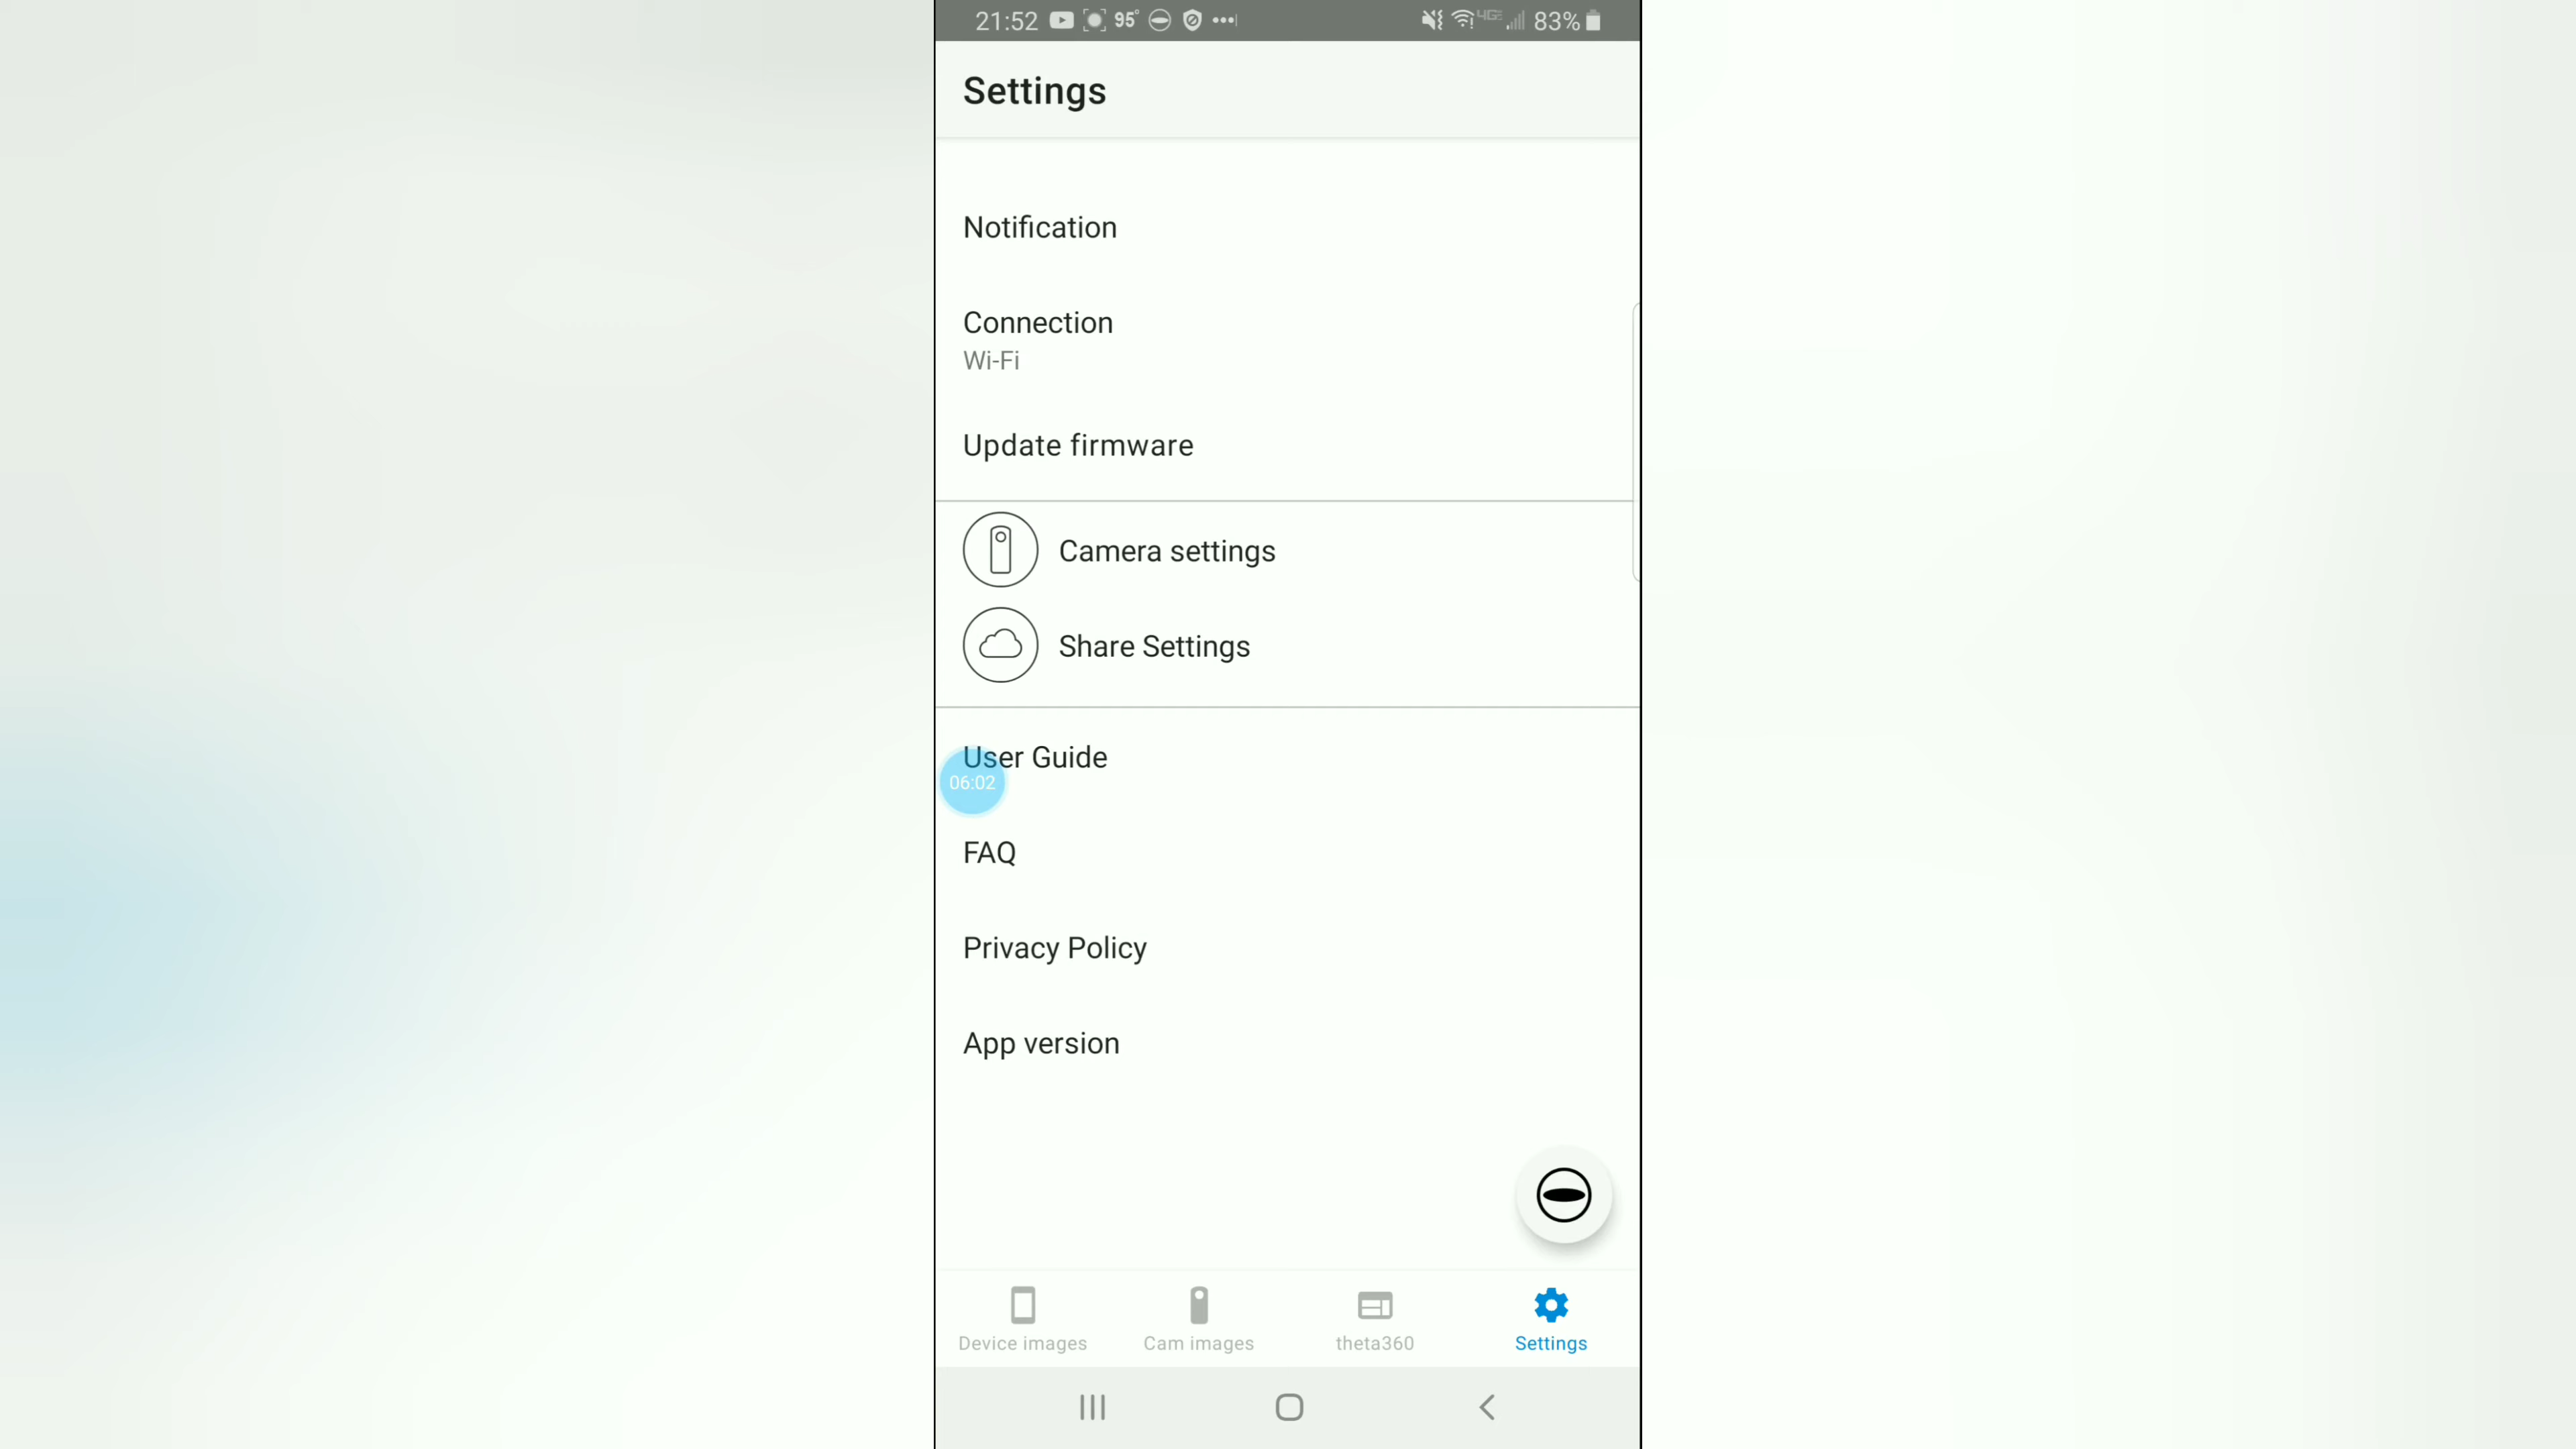 21:52 95° 4GE 83%
Settings
Notification
Connection
Wi-Fi
Update firmware
Camera settings
Share Settings
User Guide
06:02
FAQ
Privacy Policy
App version
Device images Cam images theta360 Settings